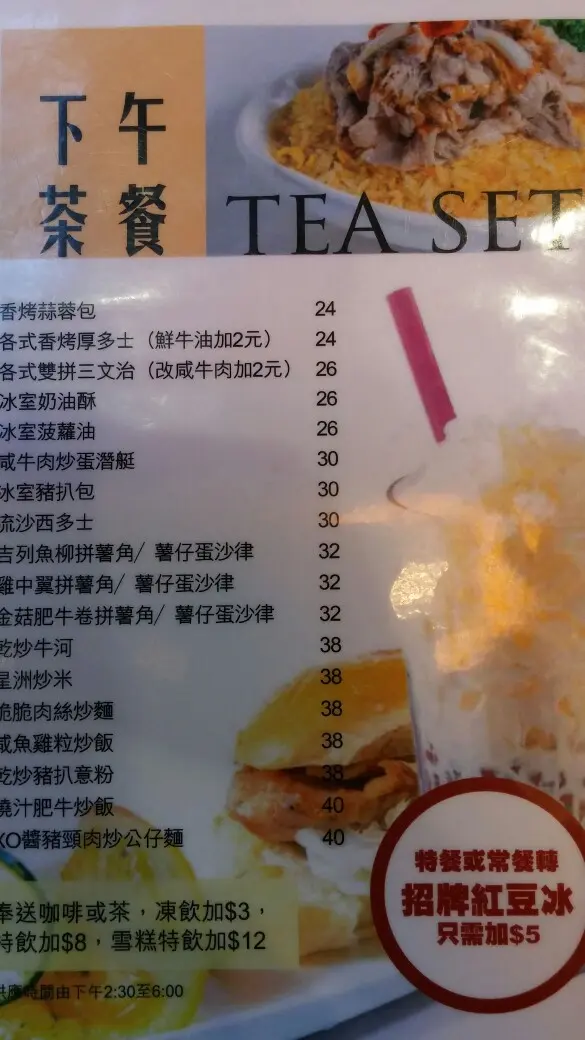 下午
茶餐
TEA SET
香烤蒜蓉包 24
各式香烤厚多士（鮮牛油加2元） 24
各式雙拼三文治（改咸牛肉加2元） 26
冰室奶油酥 26
冰室菠蘿油 26
咸牛肉炒蛋潛艇 30
冰室豬扒包 30
流沙西多士 30
吉列魚柳拼薯角/ 薯仔蛋沙律 32
雞中翼拼薯角/ 薯仔蛋沙律 32
金菇肥牛卷拼薯角/ 薯仔蛋沙律 32
乾炒牛河 38
星洲炒米 38
脆脆肉絲炒麵 38
咸魚雞粒炒飯 38
乾炒豬扒意粉 38
燒汁肥牛炒飯 40
XO醬豬頸肉炒公仔麵 40
奉送咖啡或茶，凍飲加$3，
特飲加$8，雪糕特飲加$12
供應時間由下午2:30至6:00
特餐或常餐轉
招牌紅豆冰
只需加$5